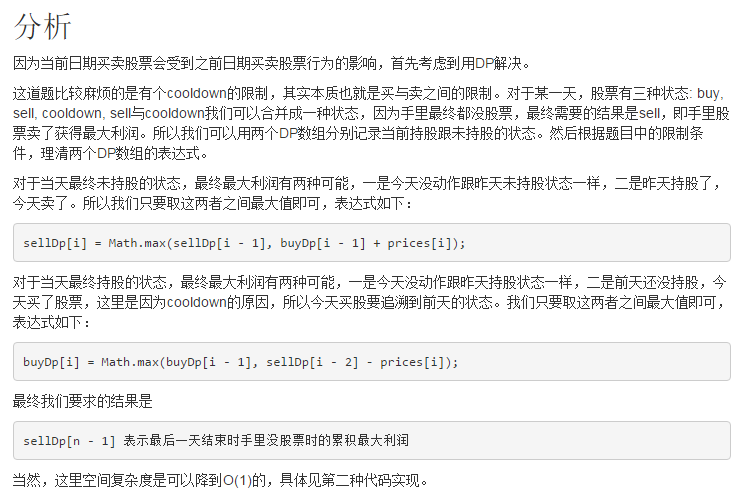 分析
因为当前日期买卖股票会受到之前日期买卖股票行为的影响，首先考虑到用DP解决。
这道题比较麻烦的是有个cooldown的限制，其实本质也就是买与卖之间的限制。对于某一天，股票有三种状态: buy,
sell, cooldown, sell与cooldown我们可以合并成一种状态，因为手里最终都没股票，最终需要的结果是sell，即手里股
票卖了获得最大利润。所以我们可以用两个DP数组分别记录当前持股跟未持股的状态。然后根据题目中的限制条
件，理清两个DP数组的表达式。
对于当天最终未持股的状态，最终最大利润有两种可能，一是今天没动作跟昨天未持股状态一样，二是昨天持股了，
今天卖了。所以我们只要取这两者之间最大值即可，表达式如下：
sellDp[i] = Math.max(sellDp[i - 1], buyDp[i - 1] + prices[i]);
对于当天最终持股的状态，最终最大利润有两种可能，一是今天没动作跟昨天持股状态一样，二是前天还没持股，今
天买了股票，这里是因为cooldown的原因，所以今天买股要追溯到前天的状态。我们只要取这两者之间最大值即可，
表达式如下：
buyDp[i] = Math.max(buyDp[i - 1], sellDp[i - 2] - prices[i]);
最终我们要求的结果是
sellDp[n - 1] 表示最后一天结束时手里没股票时的累积最大利润
当然，这里空间复杂度是可以降到O(1)的，具体见第二种代码实现。